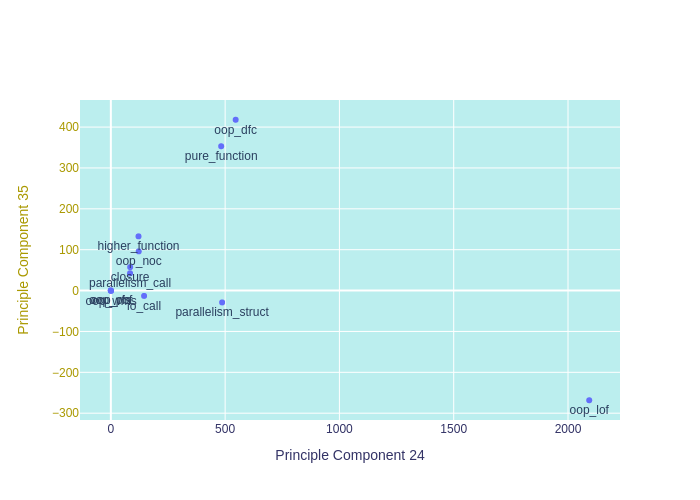 400
oop_dfc
pure_function
300
200
higher_function
100
oop_noc
closure
parallelism_call
0
io_call
parallelism_struct
−100
−200
−300
oop_lof
0
500
1000
1500
2000
Principle Component 24
Principle Component 35